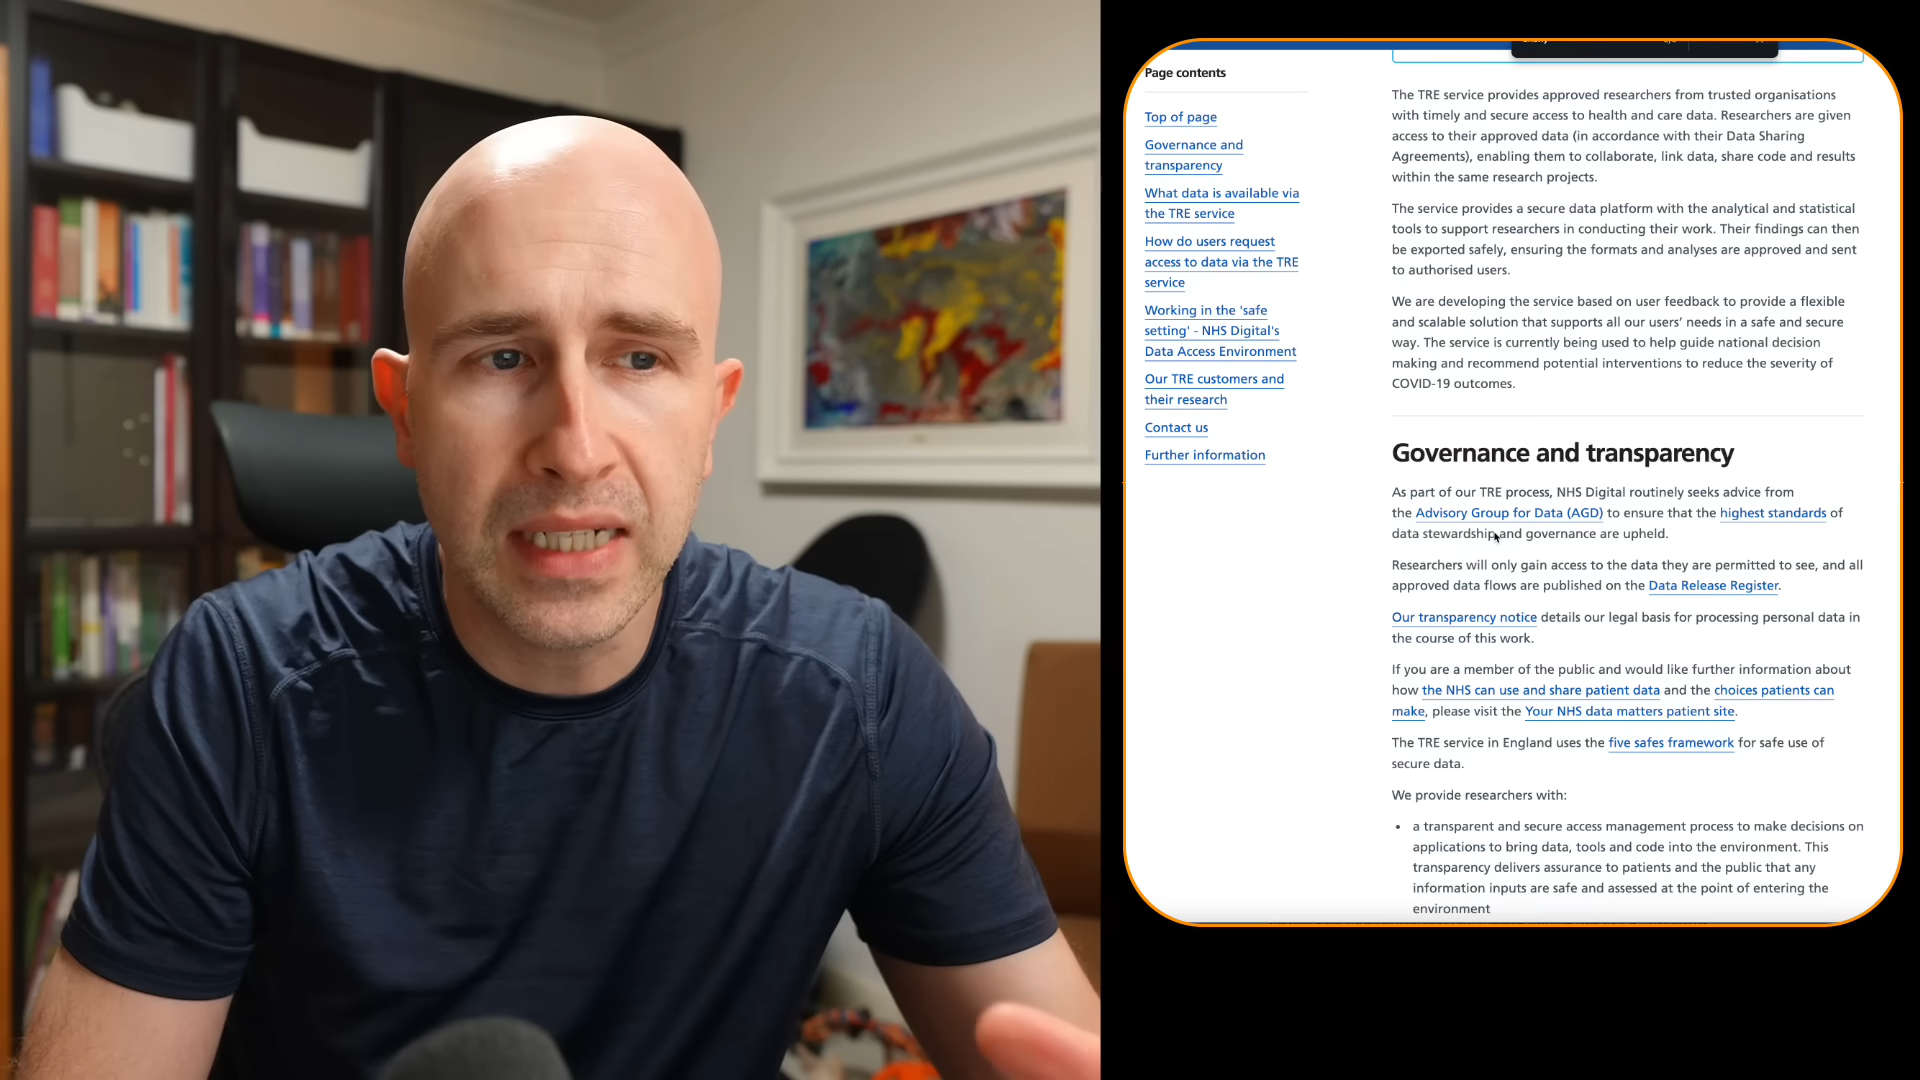 Page contents
Top of page
Governance and
transparency
What data is available via
the TRE service
How do users request
access to data via the TRE
service
Working in the 'safe
setting' - NHS Digital's
Data Access Environment
Our TRE customers and
their research
Contact us
Further information
The TRE service provides approved researchers from trusted organisations
with timely and secure access to health and care data. Researchers are given
access to their approved data (in accordance with their Data Sharing
Agreements), enabling them to collaborate, link data, share code and results
within the same research projects.
The service provides a secure data platform with the analytical and statistical
tools to support researchers in conducting their work. Their findings can then
be exported safely, ensuring the formats and analyses are approved and sent
to authorised users.
We are developing the service based on user feedback to provide a flexible
and scalable solution that supports all our users' needs in a safe and secure
way. The service is currently being used to help guide national decision
making and recommend potential interventions to reduce the severity of
COVID-19 outcomes.
Governance and transparency
As part of our TRE process, NHS Digital routinely seeks advice from
the Advisory Group for Data (AGD) to ensure that the highest standards of
data stewardship and governance are upheld.
Researchers will only gain access to the data they are permitted to see, and all
approved data flows are published on the Data Release Register.
Our transparency notice details our legal basis for processing personal data in
the course of this work.
If you are a member of the public and would like further information about
how the NHS can use and share patient data and the choices patients can
make, please visit the Your NHS data matters patient site.
The TRE service in England uses the five safes framework for safe use of
secure data.
We provide researchers with:
• a transparent and secure access management process to make decisions on
applications to bring data, tools and code into the environment. This
transparency delivers assurance to patients and the public that any
information inputs are safe and assessed at the point of entering the
environment